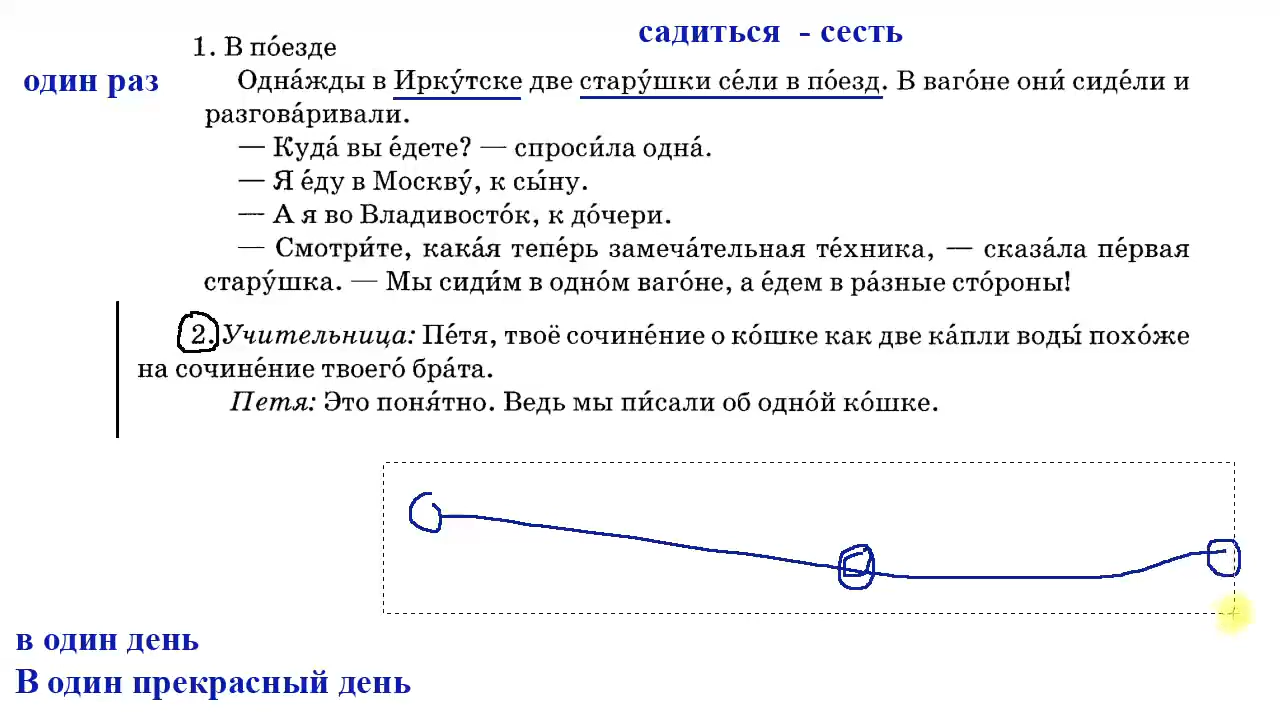 садиться - сесть
1. В по́езде
один раз
Одна́жды в Ирку́тске две стару́шки се́ли в по́езд. В ваго́не они́ сиде́ли и
разгова́ривали.
— Куда́ вы е́дете? — спроси́ла одна́.
— Я е́ду в Москву́, к сы́ну.
— А я во Владивосто́к, к до́чери.
— Смотри́те, кака́я тепе́рь замеча́тельная те́хника, — сказа́ла пе́рвая
стару́шка. — Мы сиди́м в одно́м ваго́не, а е́дем в ра́зные сто́роны!
2. Учительница: Пе́тя, твоё сочине́ние о ко́шке как две ка́пли воды́ похо́же
на сочине́ние твоего́ бра́та.
Петя: Это поня́тно. Ведь мы пи́сали об одно́й ко́шке.
в один день
В один прекрасный день